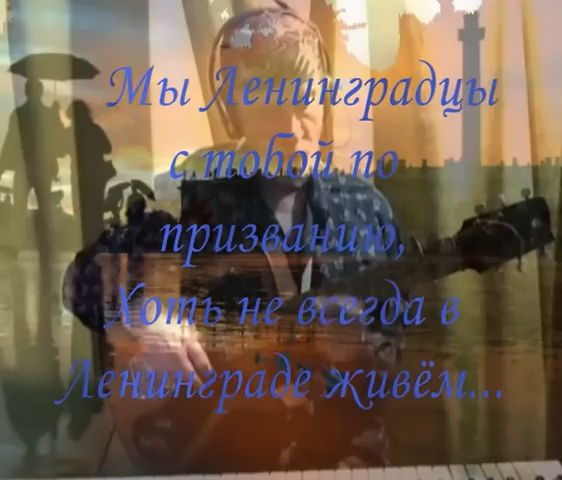 Мы Ленинградцы
с тобой по
призванию,
Хоть не всегда в
Ленинграде живём...